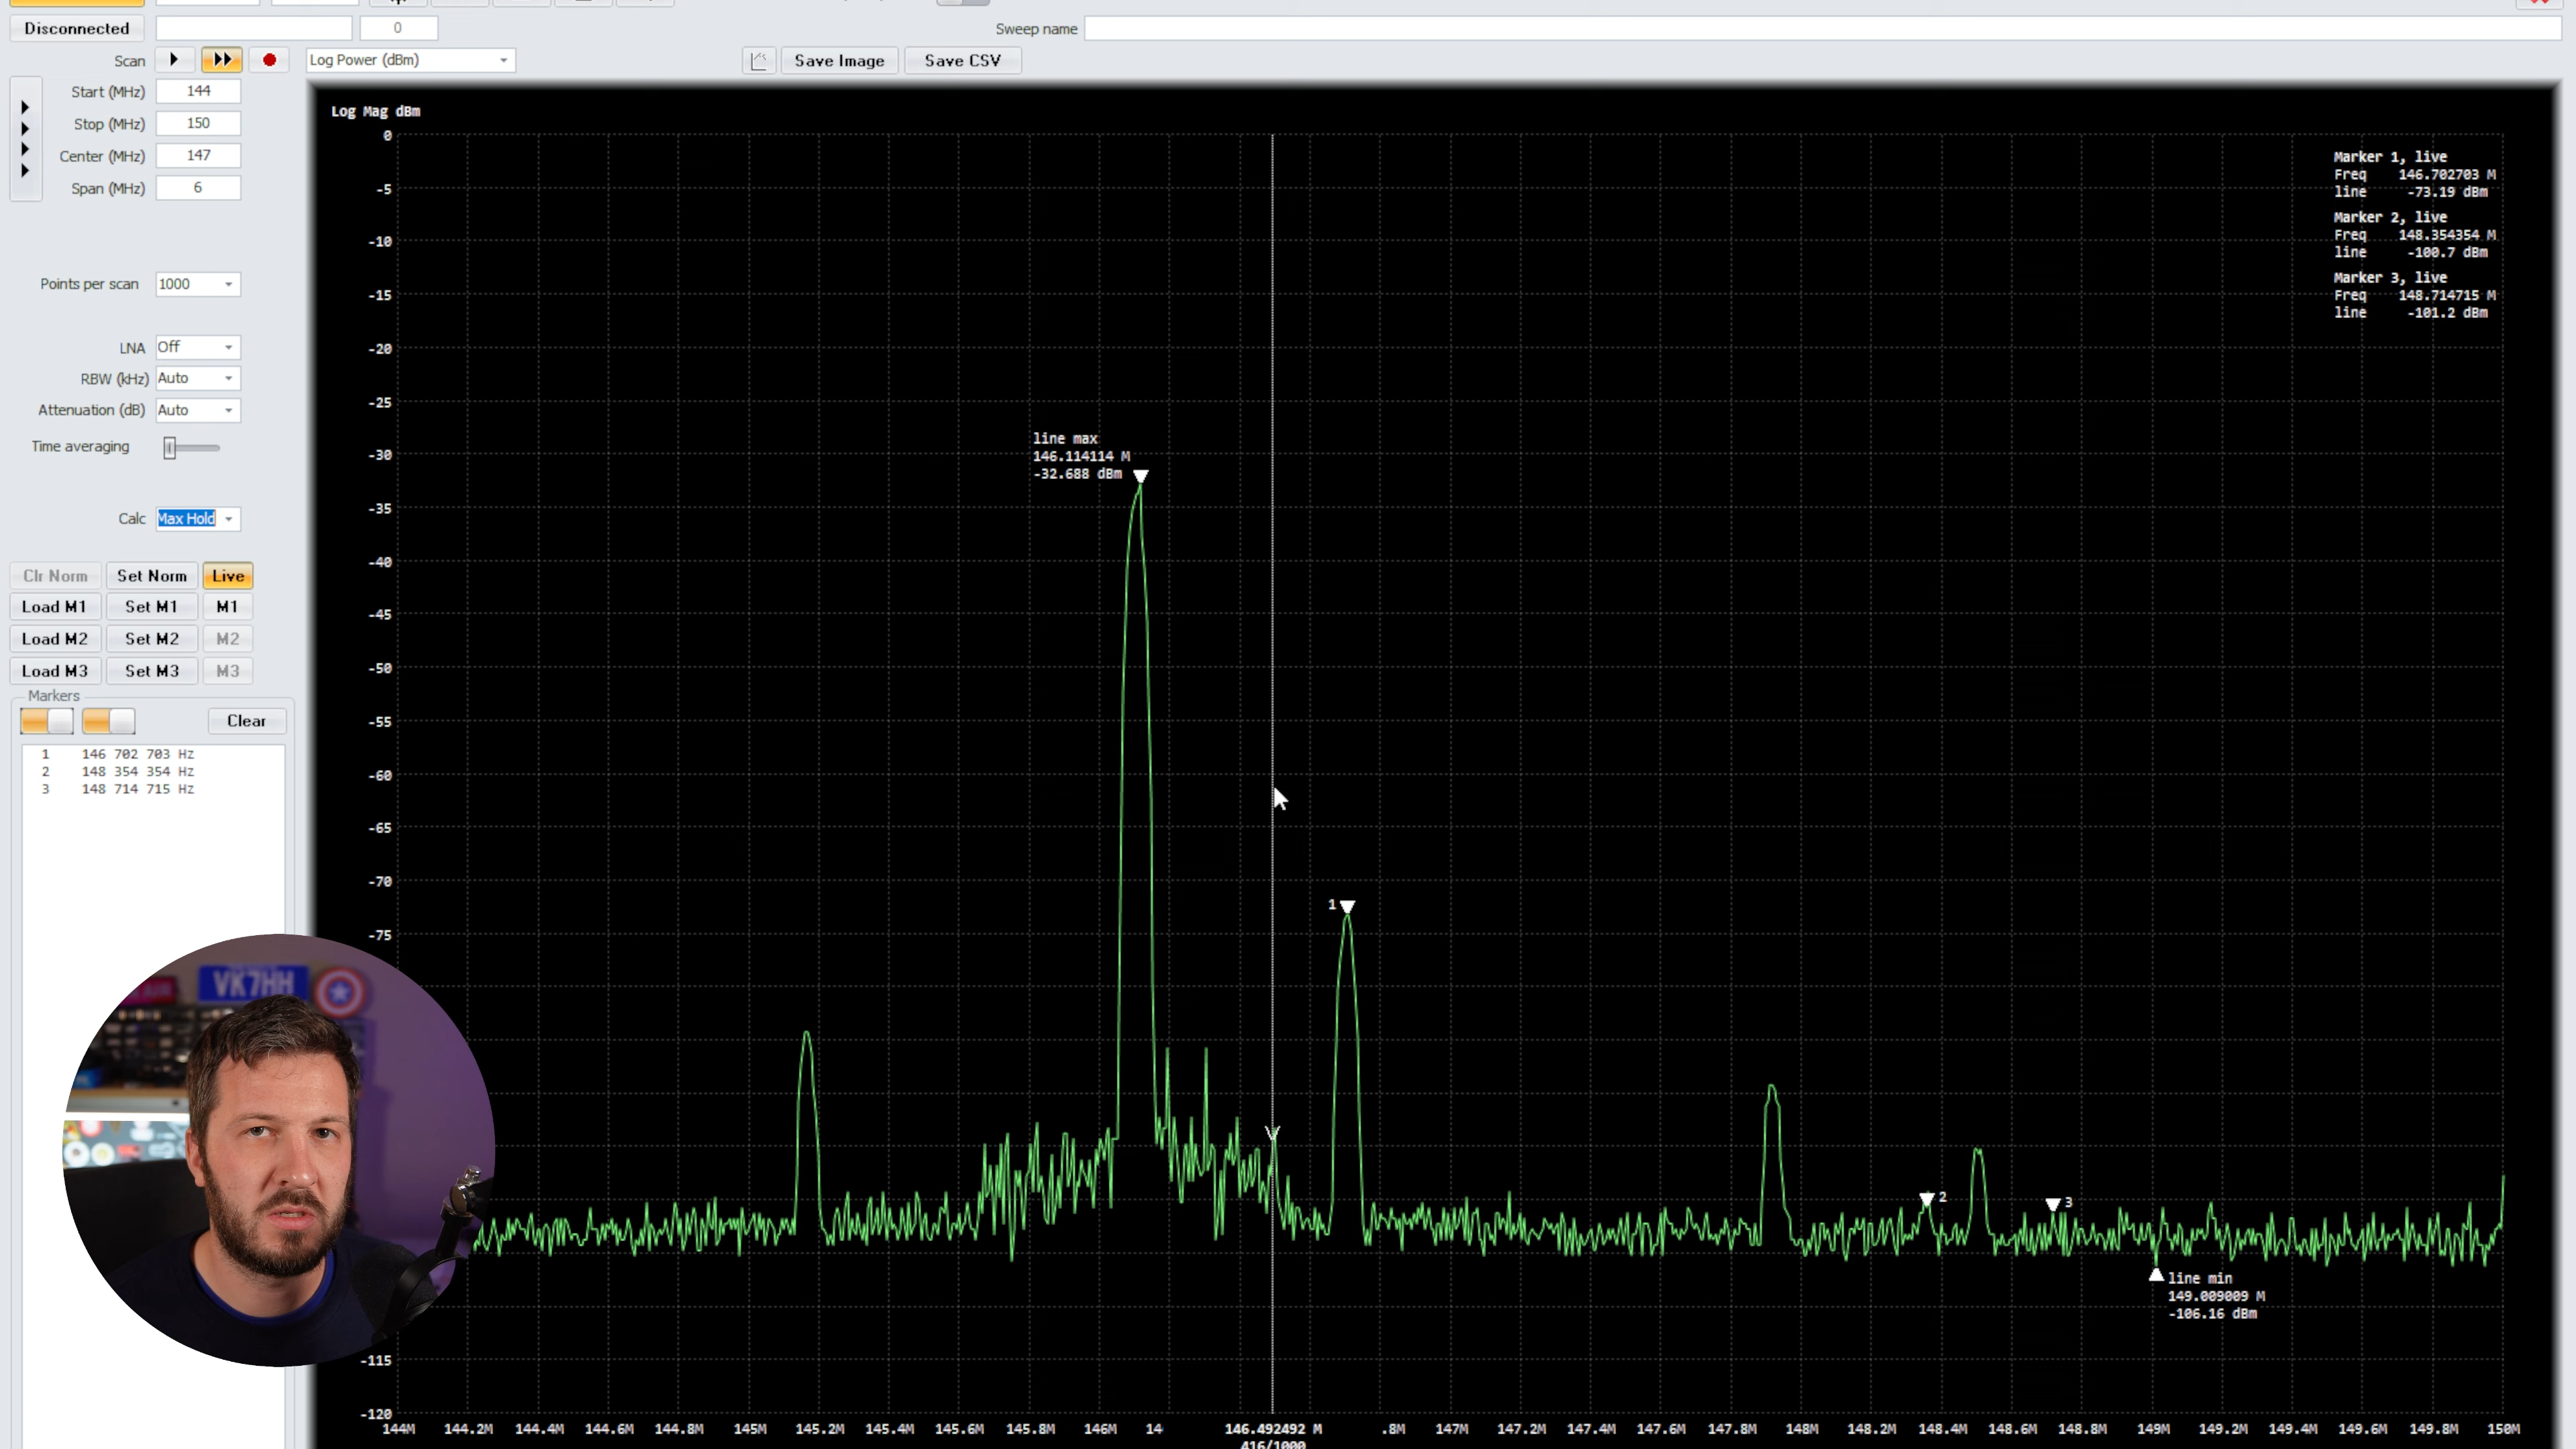 Disconnected
0
Sweep name
Scan
Log Power (dBm)
Save Image
Save CSV
Start (MHz) 144
Stop (MHz) 150
Center (MHz) 147
Span (MHz) 6
Points per scan 1000
LNA Off
RBW (kHz) Auto
Attenuation (dB) Auto
Time averaging
Calc Max Hold
Clr Norm Set Norm Live
Load M1 Set M1 M1
Load M2 Set M2 M2
Load M3 Set M3 M3
Markers
Clear
1 146 702 703 Hz
2 148 354 354 Hz
3 148 714 715 Hz
VK7HH
Log Mag dBm
0
-5
-10
-15
-20
-25
-30
-35
-40
-45
-50
-55
-60
-65
-70
-75
-115
-120
Marker 1, live
Freq 146.702703 M
line -73.19 dBm
Marker 2, live
Freq 148.354354 M
line -100.7 dBm
Marker 3, live
Freq 148.714715 M
line -101.2 dBm
line max
146.114114 M
-32.688 dBm
1
2
3
line min
149.009009 M
-106.16 dBm
144M 144.2M 144.4M 144.6M 144.8M 145M 145.2M 145.4M 145.6M 145.8M 146M 14 146.492492 M .8M 147M 147.2M 147.4M 147.6M 147.8M 148M 148.2M 148.4M 148.6M 148.8M 149M 149.2M 149.4M 149.6M 149.8M 150M
416/1000